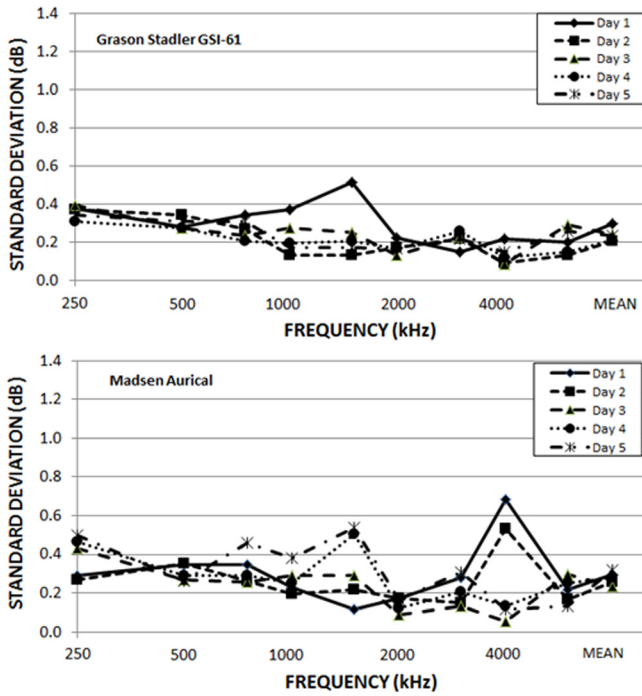 1.4
Grason Stadler GSI-61
1.2
1.0
0.8
0.6
0.4
0.2
0.0
STANDARD DEVIATION (dB)
Day 1
Day 2
Day 3
Day 4
Day 5
250 500 1000 2000 4000 MEAN
FREQUENCY (kHz)
1.4
Madsen Aurical
1.2
1.0
0.8
0.6
0.4
0.2
0.0
STANDARD DEVIATION (dB)
Day 1
Day 2
Day 3
Day 4
Day 5
250 500 1000 2000 4000 MEAN
FREQUENCY (kHz)